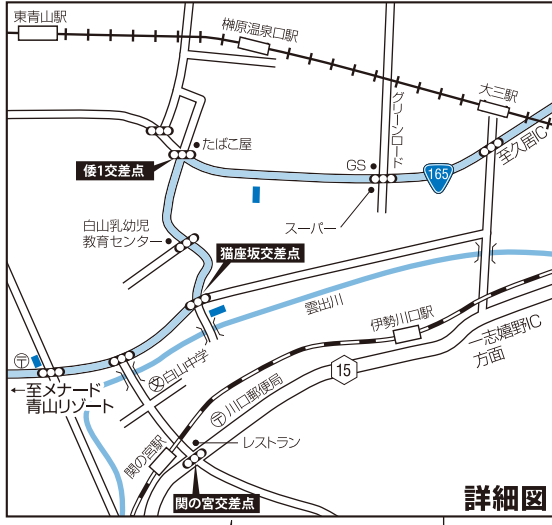 東青山駅
榊原温泉口駅
大三駅
グリーンロード
至久居IC
たばこ屋
倭1交差点
GS
165
スーパー
白山乳幼児
教育センター
猫座坂交差点
雲出川
伊勢川口駅
一志嬉野IC
方面
〒
文白山中学
15
←至メナード
青山リゾート
〒川口郵便局
関の宮駅
レストラン
関の宮交差点
詳細図